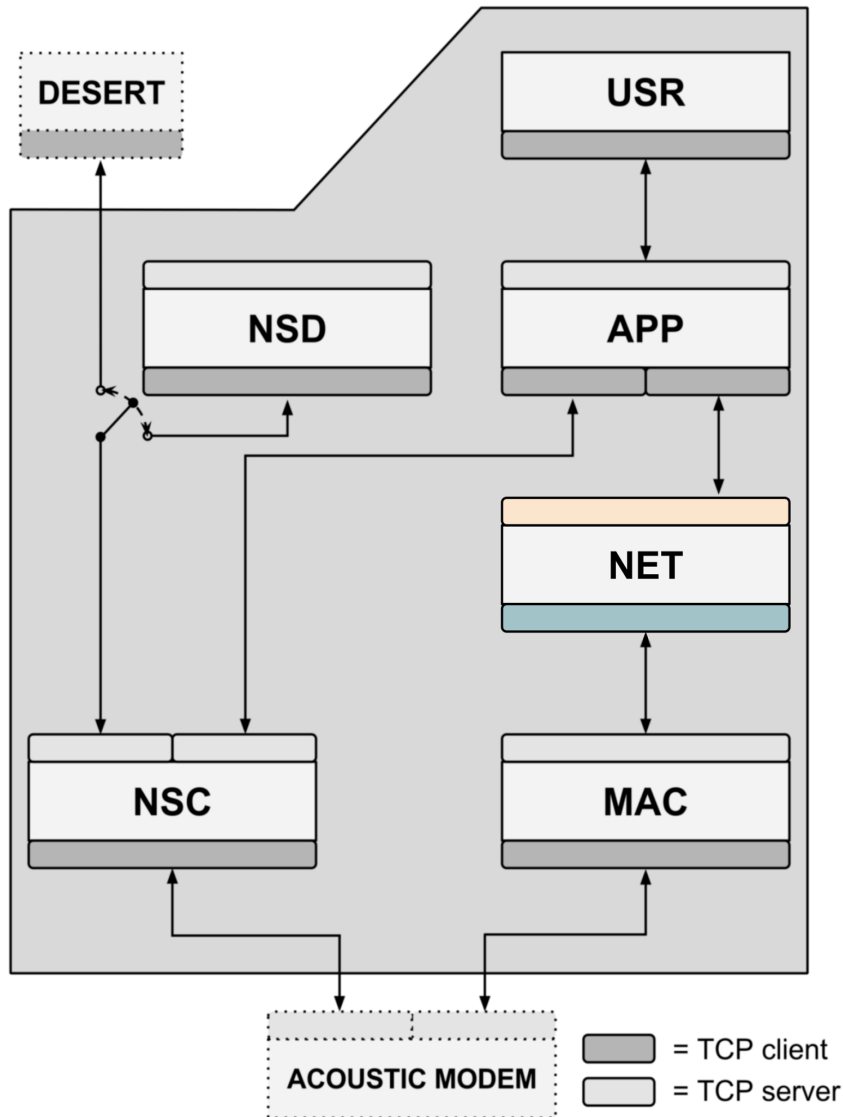 DESERT
USR
NSD
APP
NET
NSC
MAC
ACOUSTIC MODEM
= TCP client
= TCP server